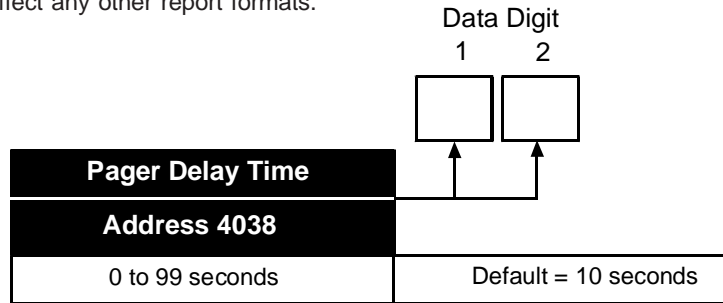 any other report formats.
Data Digit
1 2
Pager Delay Time
Address 4038
0 to 99 seconds
Default = 10 seconds